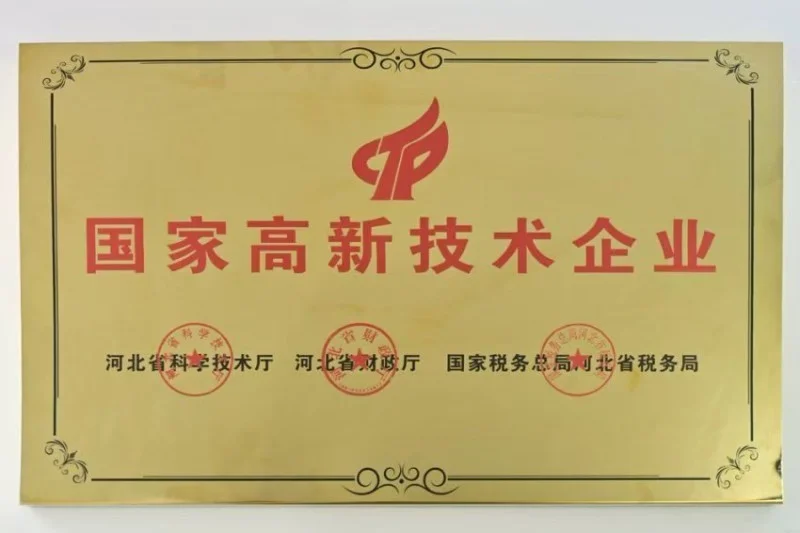 CTP
国家高新技术企业
河北省科学技术厅 河北省财政厅 国家税务总局河北省税务局